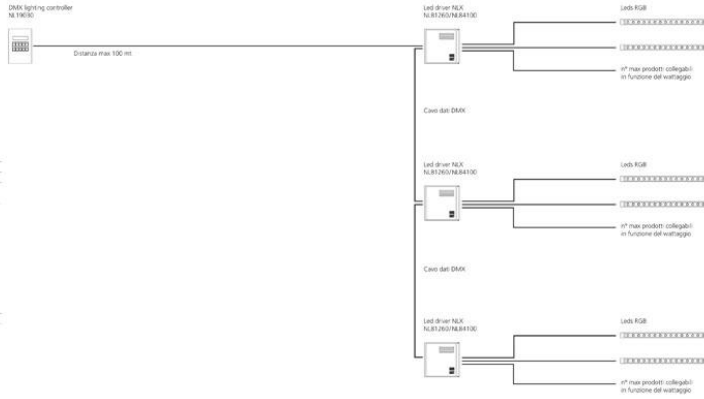 DMX lighting controller
NL19030
Distanza max 100 mt.
Led driver NLX
NL81260/NL84100
Leds RGB
n° max prodotti collegabili
in funzione del wattaggio
Cavo dati DMX
Led driver NLX
NL81260/NL84100
Leds RGB
n° max prodotti collegabili
in funzione del wattaggio
Cavo dati DMX
Led driver NLX
NL81260/NL84100
Leds RGB
n° max prodotti collegabili
in funzione del wattaggio